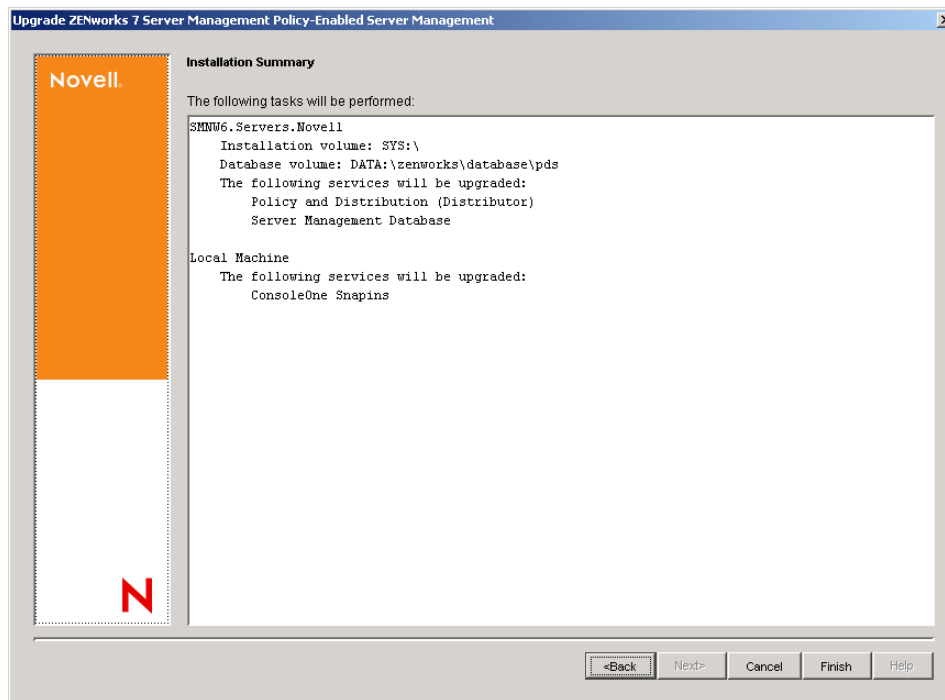 Upgrade ZENworks 7 Server Management Policy-Enabled Server Management
Novell.
Installation Summary
The following tasks will be performed:
SMNW6.Servers.Novell
Installation volume: SYS:\
Database volume: DATA:\zenworks\database\pds
The following services will be upgraded:
Policy and Distribution (Distributor)
Server Management Database
Local Machine
The following services will be upgraded:
ConsoleOne Snapins
N
<Back
Next>
Cancel
Finish
Help